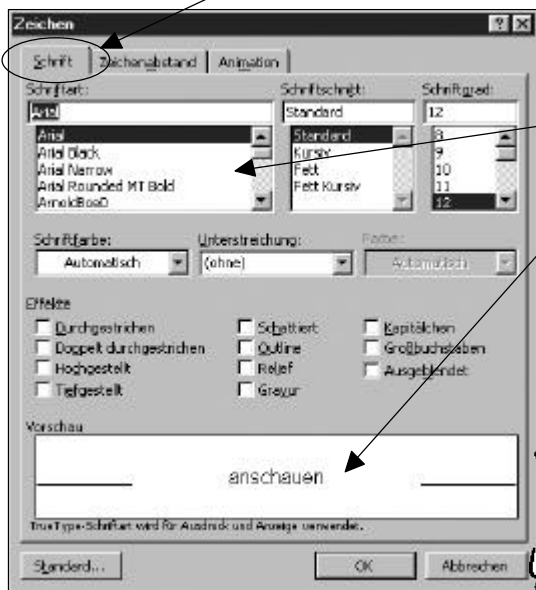 Zeichen
Schrift Zeichenabstand Animation
Schriftart: Schriftschnitt: Schriftgrad:
Arial Standard 12
Arial Standard 8
Arial Black Kursiv 9
Arial Narrow Fett 10
Arial Rounded MT Bold Fett Kursiv 11
ArnoldBoeD 12
Schriftfarbe: Unterstreichung: Farbe:
Automatisch (ohne) Automatisch
Effekte
Durchgestrichen Schattiert Kapitälchen
Doppelt durchgestrichen Outline Großbuchstaben
Hochgestellt Relief Ausgeblendet
Tiefgestellt Gravur
Vorschau
anschauen
TrueType-Schriftart wird für Ausdruck und Anzeige verwendet.
Standard... OK Abbrechen